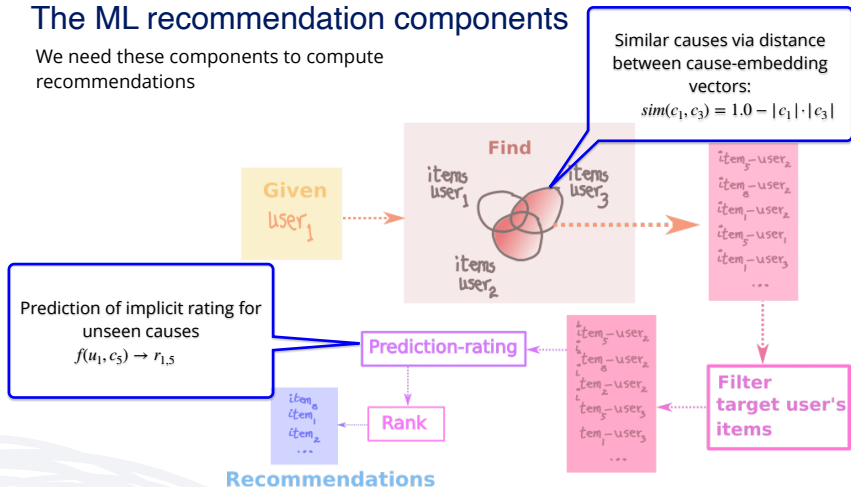 The ML recommendation components
We need these components to compute
recommendations
Similar causes via distance
between cause-embedding
vectors:
sim(c₁, c₃) = 1.0 − |c₁| · |c₃|
Given
user₁
Find
items
user₁
items
user₃
items
user₂
item₅-user₂
item₈-user₂
item₁-user₂
item₅-user₁
item₁-user₃
...
Filter
target user's
items
item₅-user₂
item₈-user₂
item₂-user₂
tem₅-user₃
tem₁-user₃
...
Prediction of implicit rating for
unseen causes
f(u₁, c₅) → r₁,₅
Prediction-rating
Rank
item₈
item₁
item₂
...
Recommendations